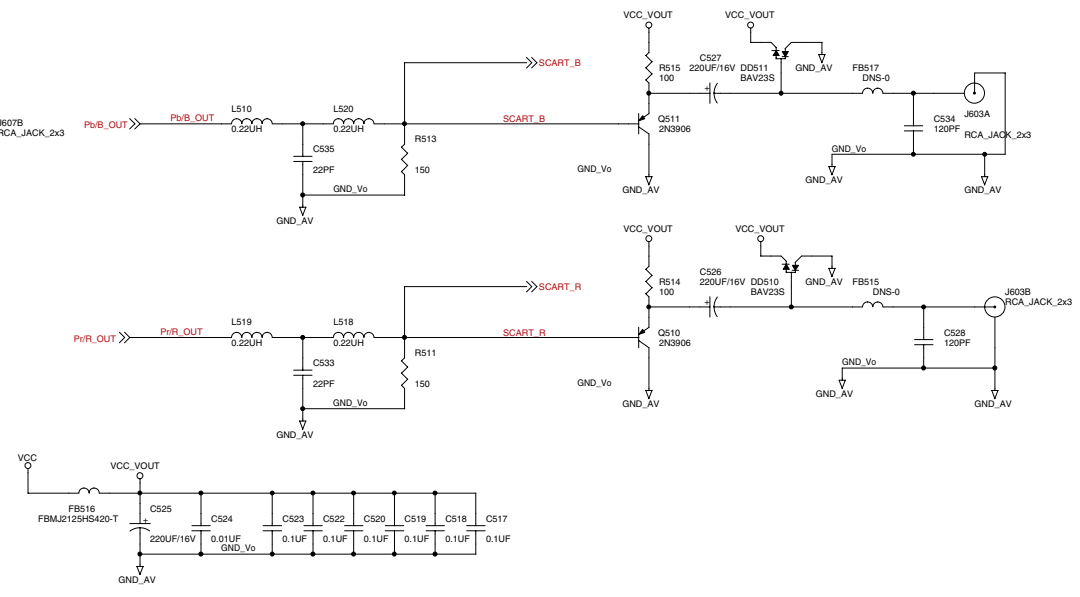 VCC_VOUT
VCC_VOUT
SCART_B
R515
100
C527
220UF/16V
DD511
BAV23S
GND_AV
FB517
DNS-0
J607B
RCA_JACK_2x3
Pb/B_OUT
Pb/B_OUT
L510
0.22UH
L520
0.22UH
SCART_B
Q511
2N3906
J603A
RCA_JACK_2x3
C534
120PF
C535
22PF
R513
150
GND_Vo
GND_Vo
GND_Vo
GND_AV
GND_AV
GND_AV
GND_AV
VCC_VOUT
VCC_VOUT
SCART_R
R514
100
C526
220UF/16V
DD510
BAV23S
GND_AV
FB515
DNS-0
J603B
RCA_JACK_2x3
Pr/R_OUT
Pr/R_OUT
L519
0.22UH
L518
0.22UH
SCART_R
Q510
2N3906
C528
120PF
C533
22PF
R511
150
GND_Vo
GND_Vo
GND_Vo
GND_AV
GND_AV
GND_AV
GND_AV
VCC
VCC_VOUT
FB516
FBMJ2125HS420-T
C525
220UF/16V
C524
0.01UF
C523
0.1UF
C522
0.1UF
C520
0.1UF
C519
0.1UF
C518
0.1UF
C517
0.1UF
GND_Vo
GND_AV